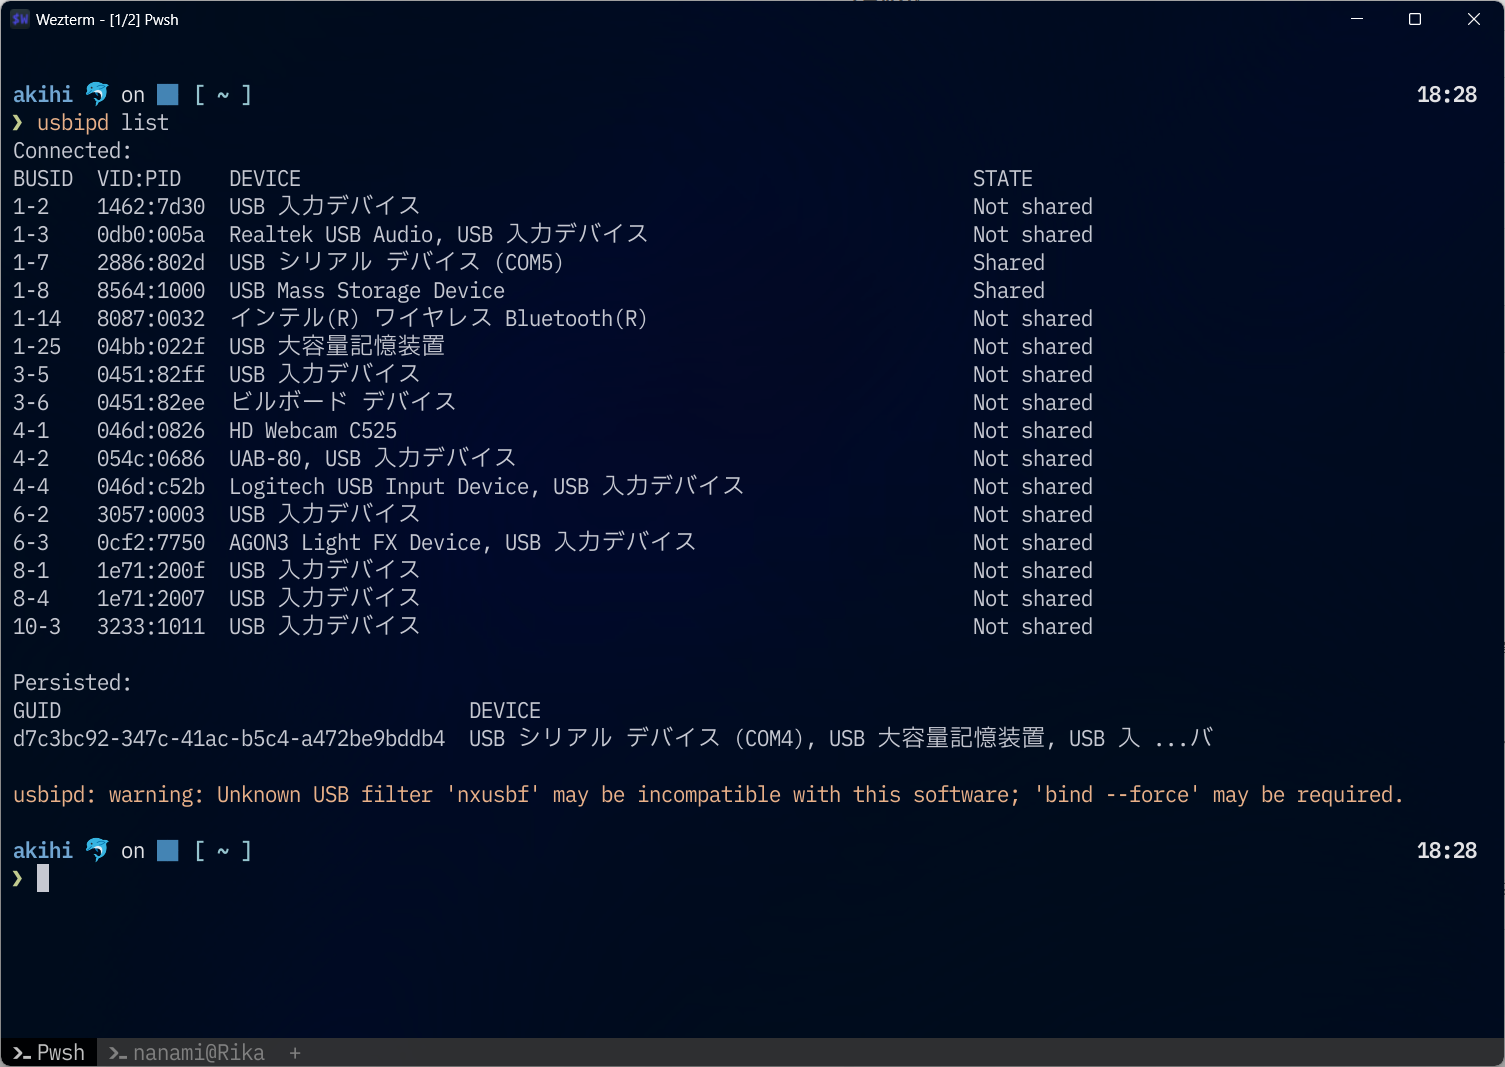 Wezterm - [1/2] Pwsh
akihi 🐬 on [ ~ ] 18:28
❯ usbipd list
Connected:
BUSID VID:PID DEVICE STATE
1-2 1462:7d30 USB 入力デバイス Not shared
1-3 0db0:005a Realtek USB Audio, USB 入力デバイス Not shared
1-7 2886:802d USB シリアル デバイス (COM5) Shared
1-8 8564:1000 USB Mass Storage Device Shared
1-14 8087:0032 インテル(R) ワイヤレス Bluetooth(R) Not shared
1-25 04bb:022f USB 大容量記憶装置 Not shared
3-5 0451:82ff USB 入力デバイス Not shared
3-6 0451:82ee ビルボード デバイス Not shared
4-1 046d:0826 HD Webcam C525 Not shared
4-2 054c:0686 UAB-80, USB 入力デバイス Not shared
4-4 046d:c52b Logitech USB Input Device, USB 入力デバイス Not shared
6-2 3057:0003 USB 入力デバイス Not shared
6-3 0cf2:7750 AGON3 Light FX Device, USB 入力デバイス Not shared
8-1 1e71:200f USB 入力デバイス Not shared
8-4 1e71:2007 USB 入力デバイス Not shared
10-3 3233:1011 USB 入力デバイス Not shared
Persisted:
GUID DEVICE
d7c3bc92-347c-41ac-b5c4-a472be9bddb4 USB シリアル デバイス (COM4), USB 大容量記憶装置, USB 入 ...バ
usbipd: warning: Unknown USB filter 'nxusbf' may be incompatible with this software; 'bind --force' may be required.
akihi 🐬 on [ ~ ] 18:28
❯
Pwsh nanami@Rika +